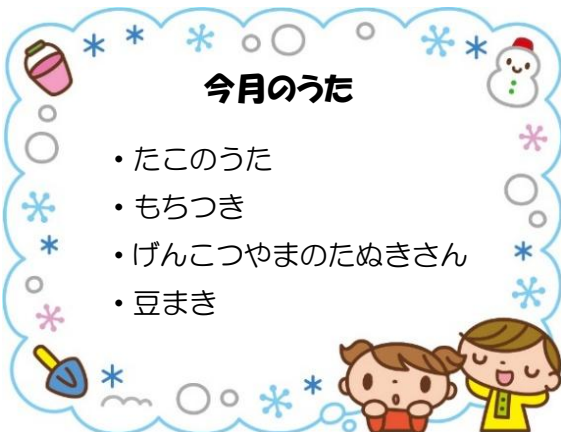 今月のうた
・たこのうた
・もちつき
・げんこつやまのたぬきさん
・豆まき